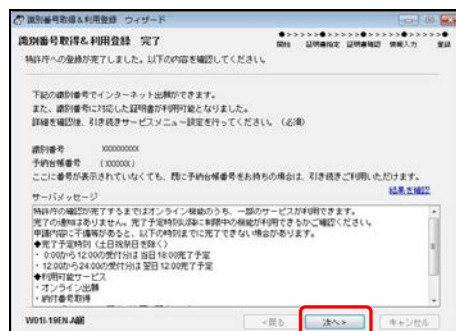 識別番号取得&利用登録 ウィザード
識別番号取得&利用登録 完了
●>>>>>●>>>>>●>>>>>●>>>>>●
開始 証明書指定 証明書確認 情報入力 登録
特許庁への登録が完了しました。以下の内容を確認してください。
下記の識別番号でインターネット出願ができます。
また、識別番号に対応した証明書が利用可能となりました。
詳細を確認後、引き続きサービスメニュー設定を行ってください。(必須)
識別番号 XXXXXXXXX
予納台帳番号 (XXXXXX)
ここに番号が表示されていなくても、既に予納台帳番号をお持ちの場合は、引き続きご利用いただけます。
結果を確認
サーバメッセージ
特許庁の確認が完了するまではオンライン機能のうち、一部のサービスが利用できます。
完了の通知はありません。完了予定時刻以降に制限中の機能が利用できるかご確認ください。
申請内容に不備等があると、以下の時刻までに完了できない場合があります。
◆完了予定時刻(土日祝祭日を除く)
・0:00から12:00の受付分は当日18:00完了予定
・12:00から24:00の受付分は翌日12:00完了予定
◆利用可能サービス
・オンライン出願
・納付番号取得
W01I-19EN-A画
<戻る 次へ> キャンセル